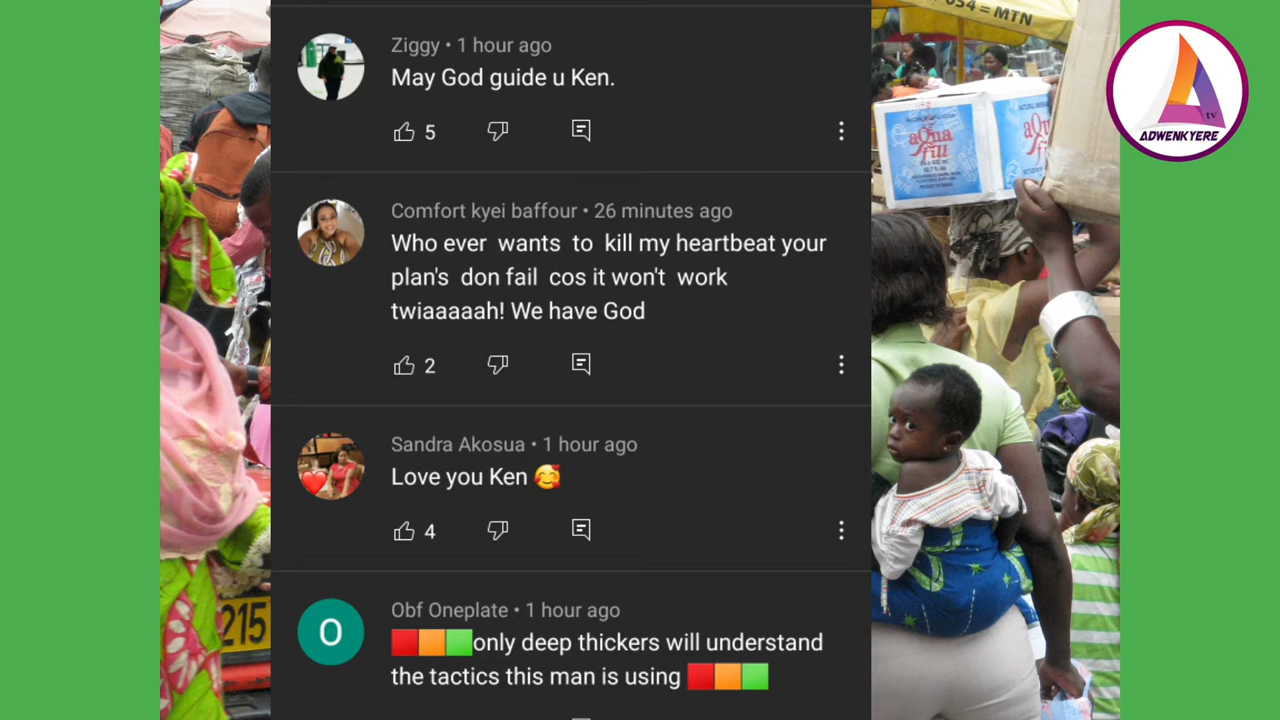 Ziggy • 1 hour ago
May God guide u Ken.
5
Comfort kyei baffour • 26 minutes ago
Who ever wants to kill my heartbeat your
plan's don fail cos it won't work
twiaaaaah! We have God
2
Sandra Akosua • 1 hour ago
Love you Ken 🥰
4
O
Obf Oneplate • 1 hour ago
🟥🟧🟩only deep thickers will understand
the tactics this man is using 🟥🟧🟩
054 = MTN
aqua
fill
tv
ADWENKYERE
215